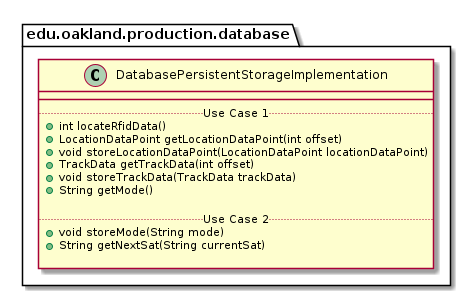 edu.oakland.production.database
C DatabasePersistentStorageImplementation
Use Case 1
int locateRfidData()
LocationDataPoint getLocationDataPoint(int offset)
void storeLocationDataPoint(LocationDataPoint locationDataPoint)
TrackData getTrackData(int offset)
void storeTrackData(TrackData trackData)
String getMode()
Use Case 2
void storeMode(String mode)
String getNextSat(String currentSat)